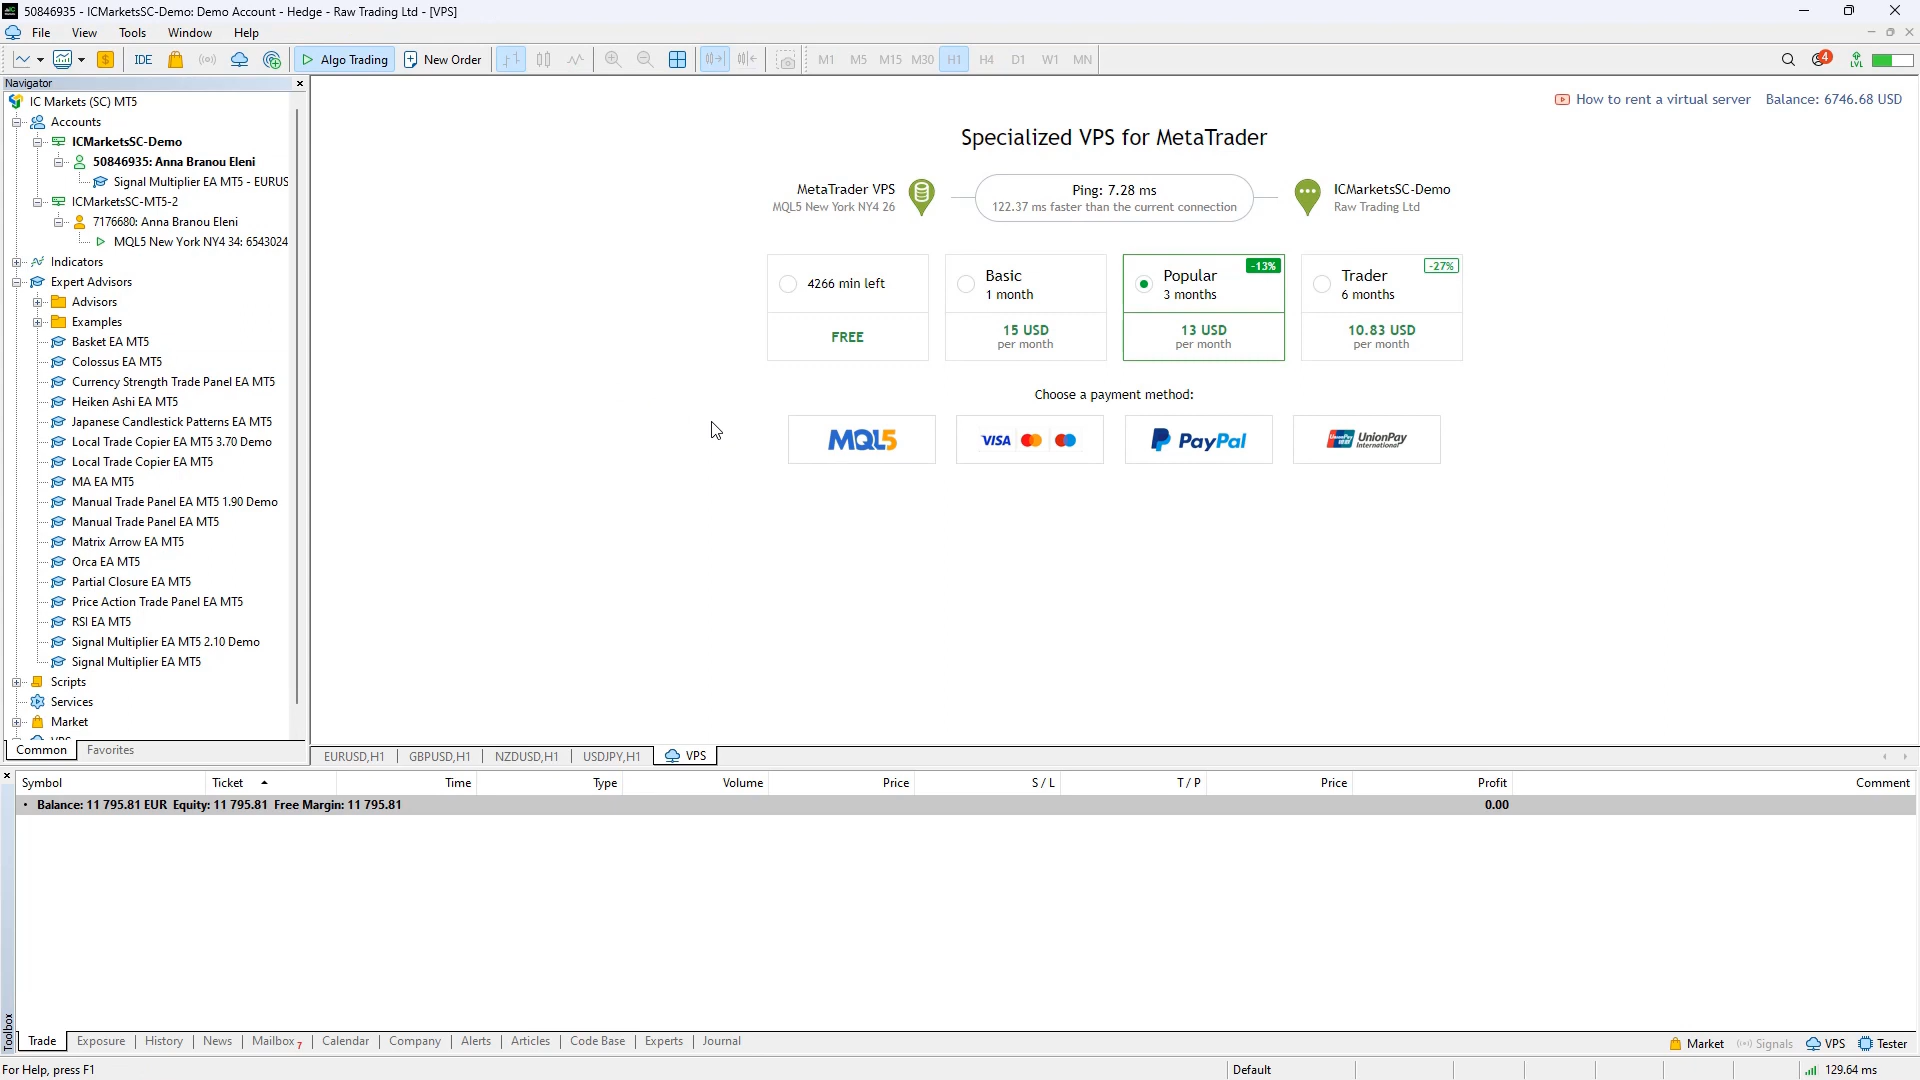 50846935 - ICMarketsSC-Demo: Demo Account - Hedge - Raw Trading Ltd - [VPS]
File View Tools Window Help
IDE Algo Trading New Order M1 M5 M15 M30 H1 H4 D1 W1 MN 4 LVL
Navigator
IC Markets (SC) MT5
Accounts
ICMarketsSC-Demo
50846935: Anna Branou Eleni
Signal Multiplier EA MT5 - EURUS
ICMarketsSC-MT5-2
7176680: Anna Branou Eleni
MQL5 New York NY4 34: 6543024
Indicators
Expert Advisors
Advisors
Examples
Basket EA MT5
Colossus EA MT5
Currency Strength Trade Panel EA MT5
Heiken Ashi EA MT5
Japanese Candlestick Patterns EA MT5
Local Trade Copier EA MT5 3.70 Demo
Local Trade Copier EA MT5
MA EA MT5
Manual Trade Panel EA MT5 1.90 Demo
Manual Trade Panel EA MT5
Matrix Arrow EA MT5
Orca EA MT5
Partial Closure EA MT5
Price Action Trade Panel EA MT5
RSI EA MT5
Signal Multiplier EA MT5 2.10 Demo
Signal Multiplier EA MT5
Scripts
Services
Market
VPS
Common Favorites
How to rent a virtual server Balance: 6746.68 USD
Specialized VPS for MetaTrader
MetaTrader VPS
MQL5 New York NY4 26
Ping: 7.28 ms
122.37 ms faster than the current connection
ICMarketsSC-Demo
Raw Trading Ltd
4266 min left
FREE
Basic
1 month
15 USD
per month
-13%
Popular
3 months
13 USD
per month
-27%
Trader
6 months
10.83 USD
per month
Choose a payment method:
MQL5 VISA PayPal UnionPay International
EURUSD,H1 GBPUSD,H1 NZDUSD,H1 USDJPY,H1 VPS
Symbol Ticket Time Type Volume Price S / L T / P Price Profit Comment
Balance: 11 795.81 EUR Equity: 11 795.81 Free Margin: 11 795.81 0.00
Toolbox
Trade Exposure History News Mailbox 7 Calendar Company Alerts Articles Code Base Experts Journal Market Signals VPS Tester
For Help, press F1 Default 129.64 ms